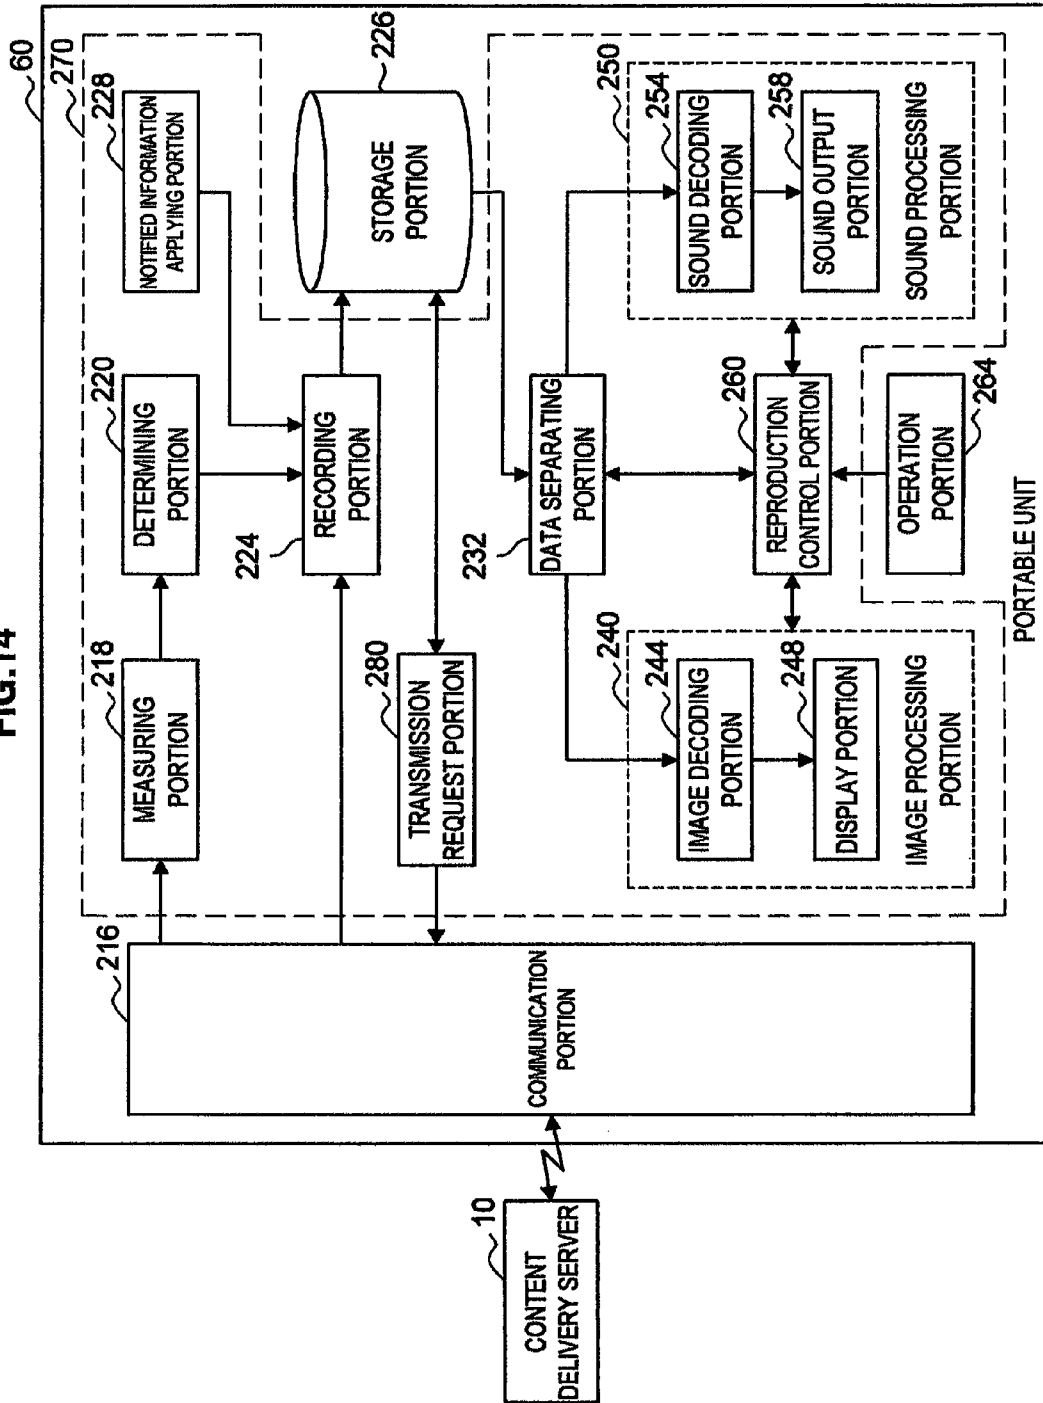 FIG.14
60
270
216
COMMUNICATION
PORTION
10
CONTENT
DELIVERY SERVER
218
MEASURING
PORTION
220
DETERMINING
PORTION
228
NOTIFIED INFORMATION
APPLYING PORTION
224
RECORDING
PORTION
226
STORAGE
PORTION
280
TRANSMISSION
REQUEST PORTION
232
DATA SEPARATING
PORTION
240
244
IMAGE DECODING
PORTION
248
DISPLAY PORTION
IMAGE PROCESSING
PORTION
260
REPRODUCTION
CONTROL PORTION
250
254
SOUND DECODING
PORTION
258
SOUND OUTPUT
PORTION
SOUND PROCESSING
PORTION
OPERATION
PORTION
264
PORTABLE UNIT